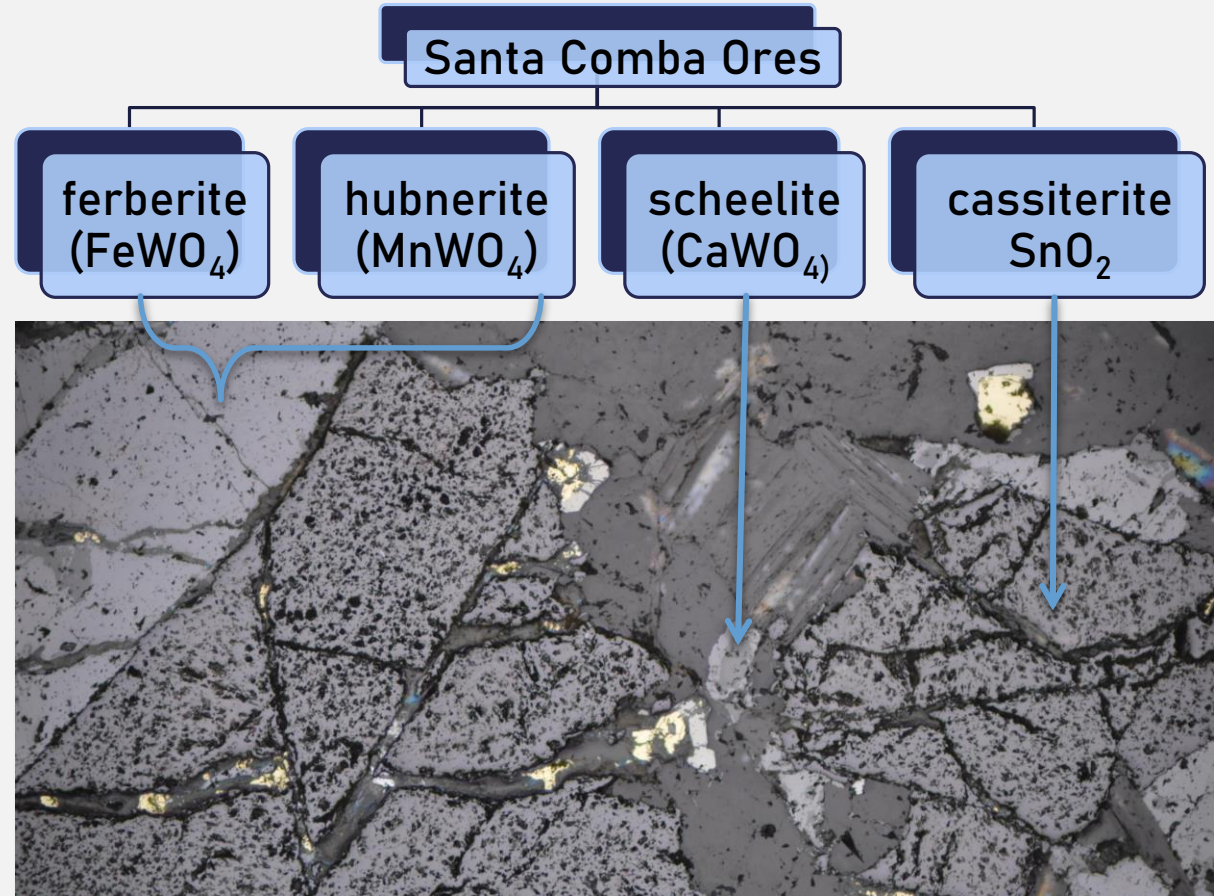 Santa Comba Ores
ferberite
(FeWO₄)
hubnerite
(MnWO₄)
scheelite
(CaWO₄)
cassiterite
SnO₂